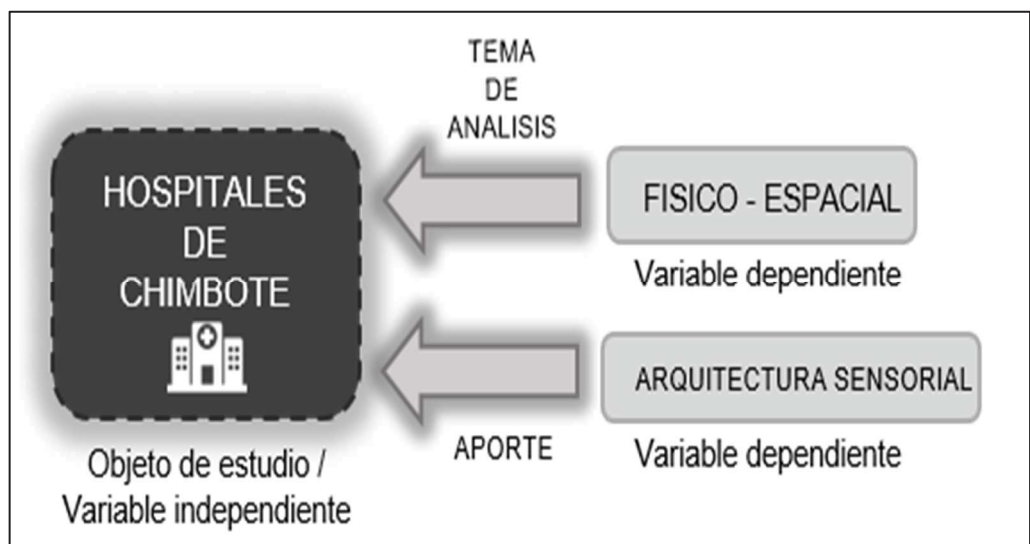 TEMA
DE
ANALISIS
HOSPITALES
DE
CHIMBOTE
FISICO - ESPACIAL
Variable dependiente
ARQUITECTURA SENSORIAL
APORTE
Variable dependiente
Objeto de estudio /
Variable independiente